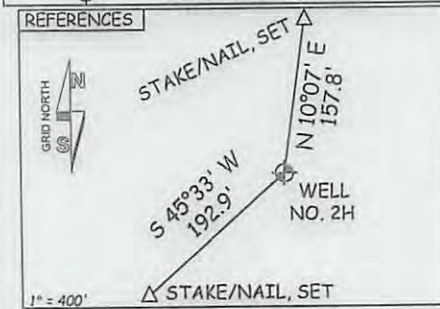 REFERENCES
STAKE/NAIL, SET
N
GRID NORTH
S
N 10°07' E
157.8'
S 45°33' W
192.9'
WELL
NO. 2H
1" = 400'
STAKE/NAIL, SET